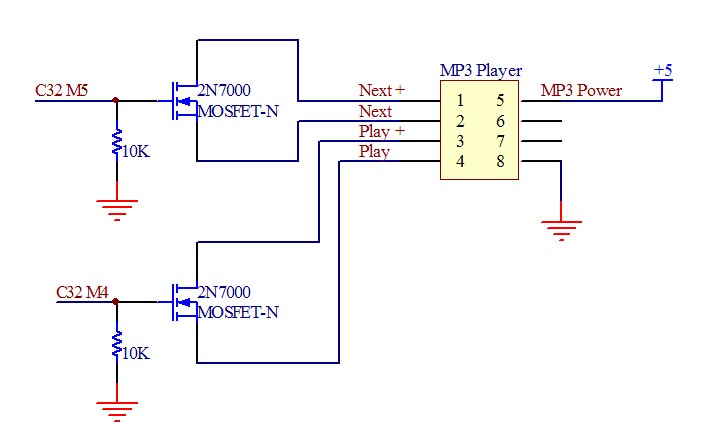 MP3 Player
+5
C32 M5
2N7000
MOSFET-N
10K
Next +
Next
Play +
Play
1 5
2 6
3 7
4 8
MP3 Power
C32 M4
2N7000
MOSFET-N
10K